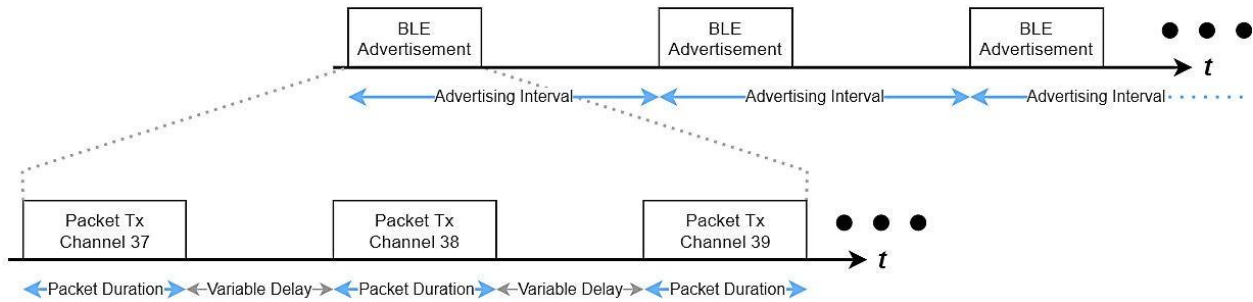 BLE
Advertisement
BLE
Advertisement
BLE
Advertisement
t
Advertising Interval
Advertising Interval
Advertising Interval
Packet Tx
Channel 37
Packet Tx
Channel 38
Packet Tx
Channel 39
t
Packet Duration
Variable Delay
Packet Duration
Variable Delay
Packet Duration